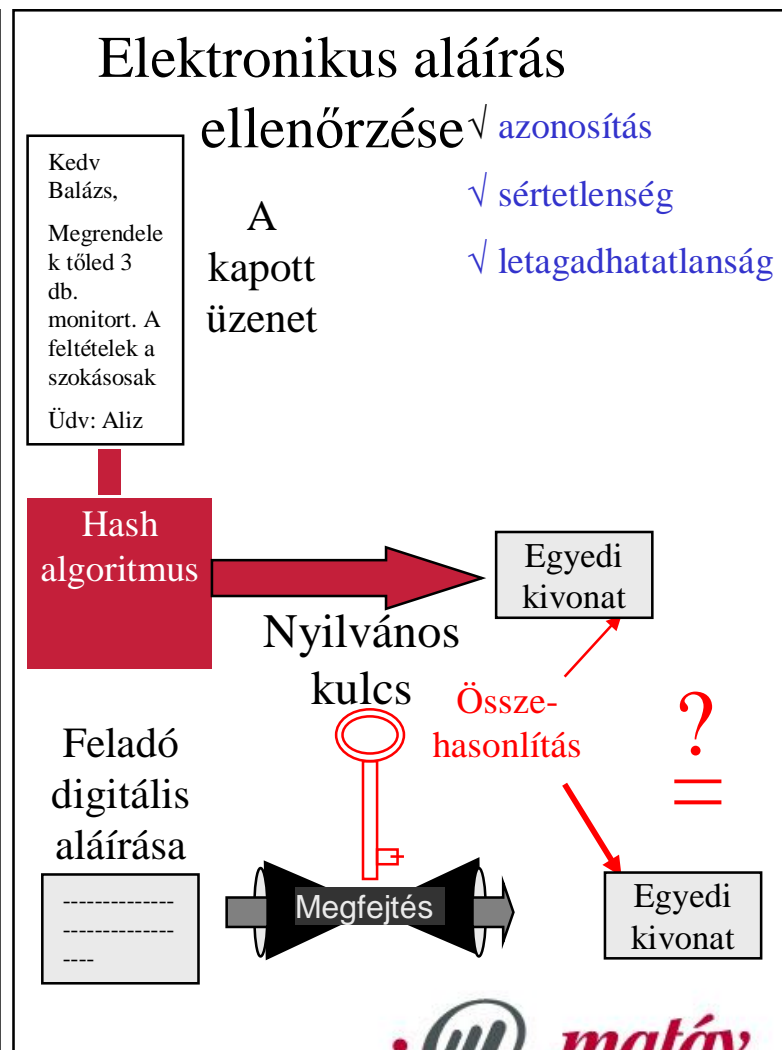 Elektronikus aláírás
ellenőrzése
√ azonosítás
√ sértetlenség
√ letagadhatatlanság
Kedv
Balázs,
Megrendele
k tőled 3
db.
monitort. A
feltételek a
szokásosak
Üdv: Aliz
A
kapott
üzenet
Hash
algoritmus
Egyedi
kivonat
Nyilvános
kulcs
Össze-
hasonlítás
?
=
Feladó
digitális
aláírása
--------------
--------------
----
Megfejtés
Egyedi
kivonat
matáv